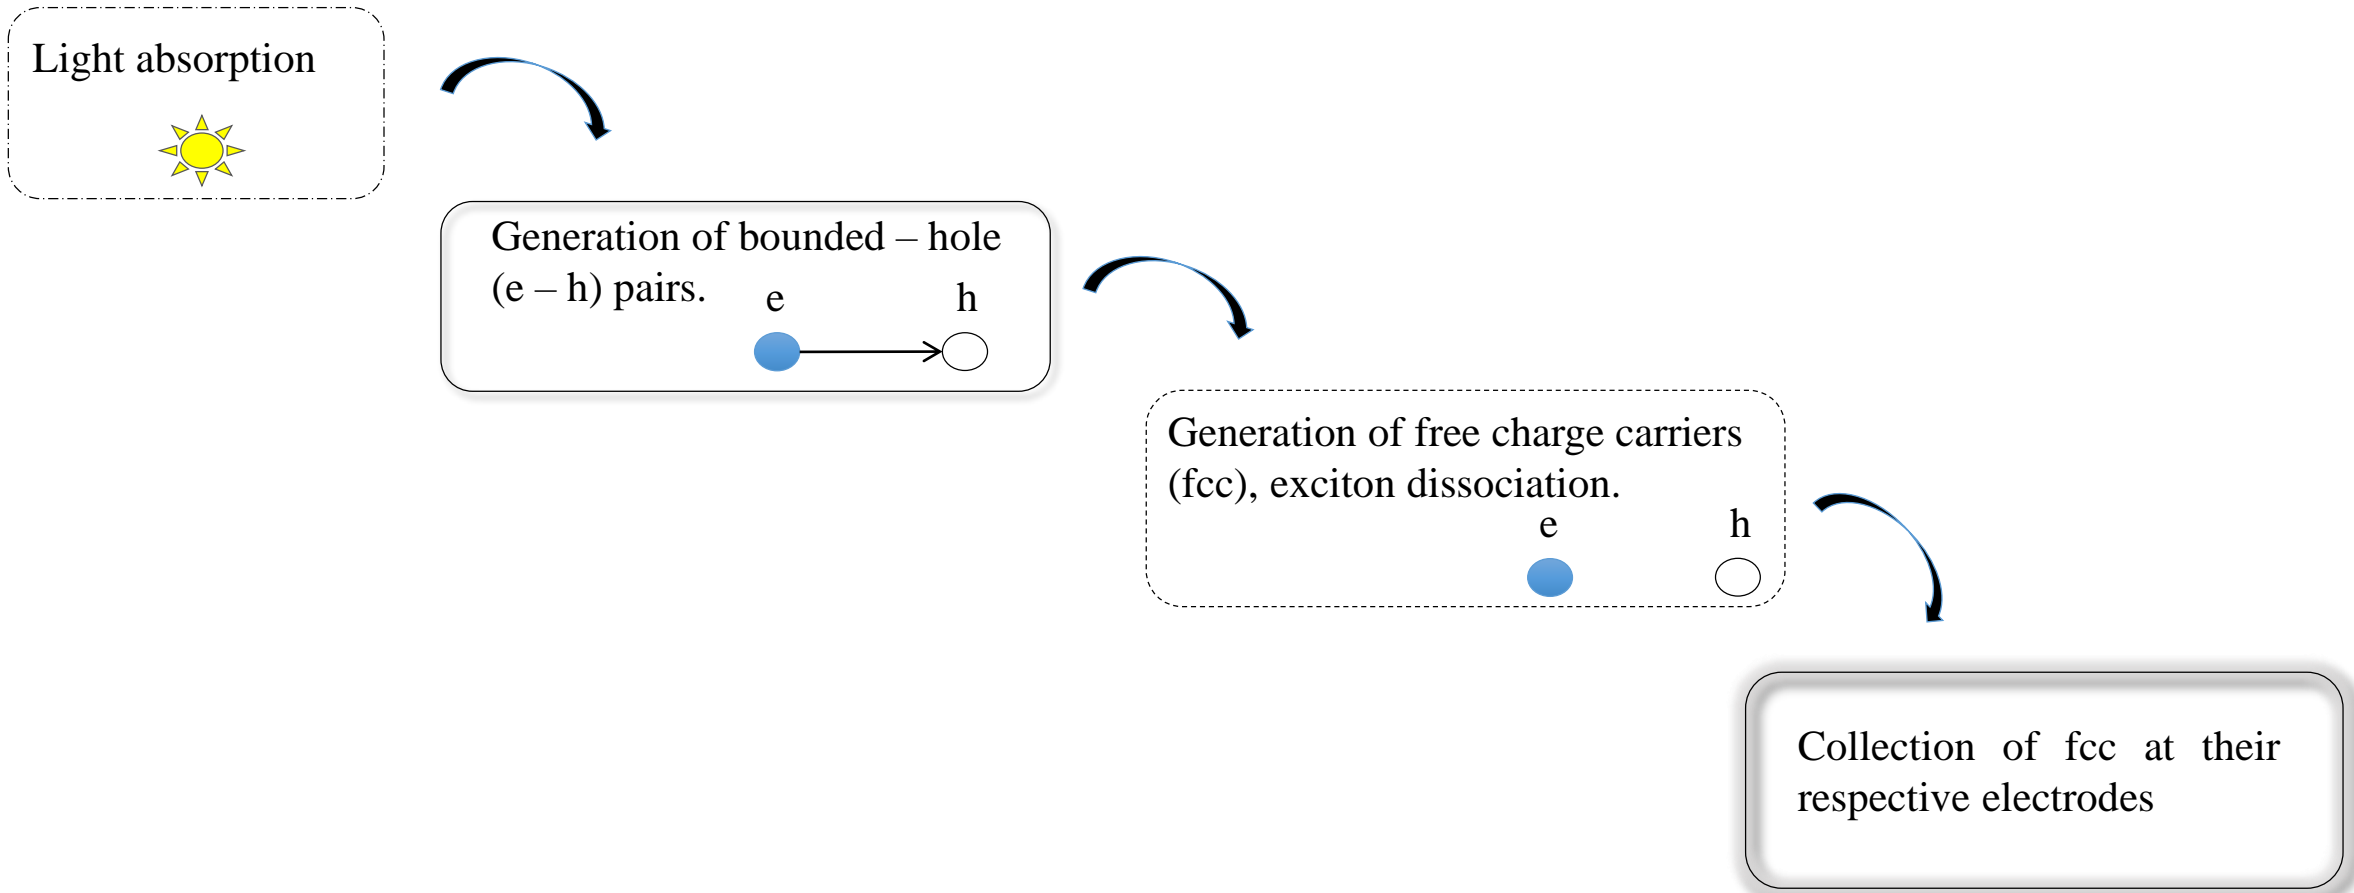 Light absorption
Generation of bounded – hole
(e – h) pairs.
e h
Generation of free charge carriers
(fcc), exciton dissociation.
e h
Collection of fcc at their
respective electrodes